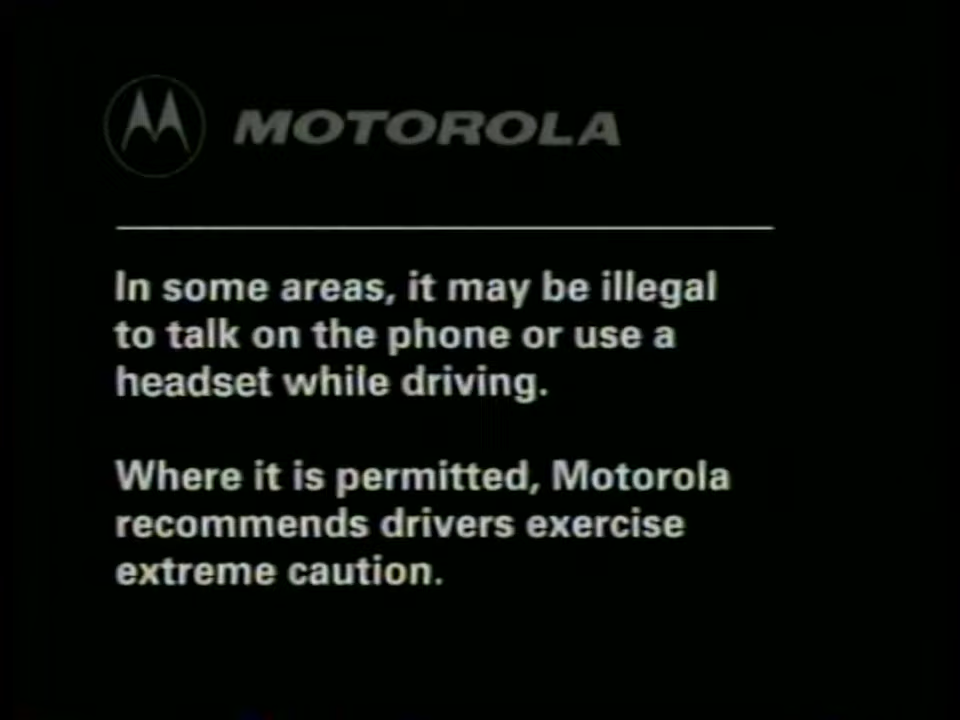 MOTOROLA
In some areas, it may be illegal
to talk on the phone or use a
headset while driving.
Where it is permitted, Motorola
recommends drivers exercise
extreme caution.